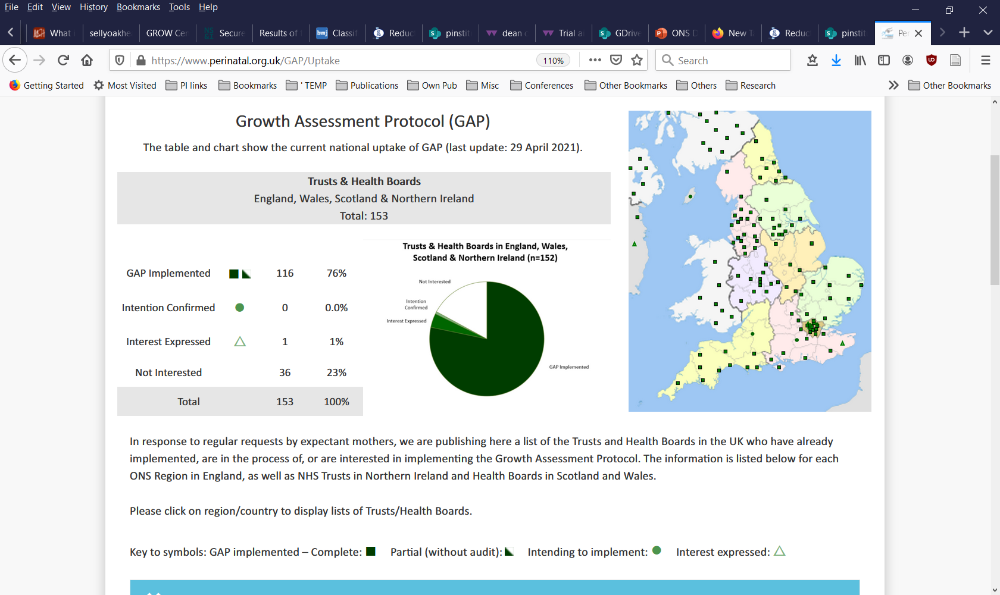 File Edit View History Bookmarks Tools Help
What i sellyoakhe GROW Cen Secure Results of bmj Classifi Reduc pinstit dean c Trial ai GDrive ONS D New T Reduc pinstit Per
https://www.perinatal.org.uk/GAP/Uptake 110% Search
Getting Started Most Visited PI links Bookmarks ' TEMP Publications Own Pub Misc Conferences Other Bookmarks Others Research Other Bookmarks
Growth Assessment Protocol (GAP)
The table and chart show the current national uptake of GAP (last update: 29 April 2021).
Trusts & Health Boards
England, Wales, Scotland & Northern Ireland
Total: 153
Trusts & Health Boards in England, Wales,
Scotland & Northern Ireland (n=152)
GAP Implemented 116 76%
Intention Confirmed 0 0.0%
Interest Expressed 1 1%
Not Interested 36 23%
Total 153 100%
Not Interested
Intention
Confirmed
Interest Expressed
GAP Implemented
In response to regular requests by expectant mothers, we are publishing here a list of the Trusts and Health Boards in the UK who have already
implemented, are in the process of, or are interested in implementing the Growth Assessment Protocol. The information is listed below for each
ONS Region in England, as well as NHS Trusts in Northern Ireland and Health Boards in Scotland and Wales.
Please click on region/country to display lists of Trusts/Health Boards.
Key to symbols: GAP implemented – Complete: Partial (without audit): Intending to implement: Interest expressed: